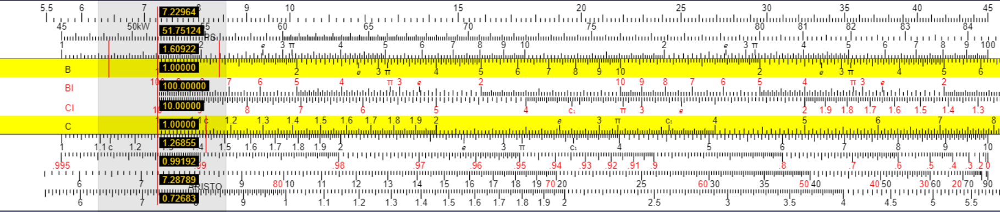 5.5 6 7 8 9 10 15 20 25 30 35 40 45
7.22964
45 50kW 55 60 65 70 75 80 81 82 83 84
51.75124 PS
1 2 e 3 π 4 5 6 7 8 9 10 2 e 3 π 4 5 6 7 8 9 100
1.60922
B 1.00000 2 e 3 π 4 5 6 7 8 9 10 2 e 3 π 4 5 6
BI 100.00000 7 6 5 4 π 3 e 2 10 9 8 7 6 5 4 π 3 e 2
CI 10.00000 8 7 6 5 4 c₁ π 3 e 2 1.9 1.8 1.7 1.6 1.5 1.4 1.3
C 1.00000 c 1.2 1.3 1.4 1.5 1.6 1.7 1.8 1.9 2 e 3 π c₁ 4 5 6 7 8
1 1.1 c 1.2 1.26855 1.5 1.6 1.7 1.8 1.9 2 e 3 π c₁ 4 5 6 7 8 9 10
.995 0.99192 .98 .97 .96 .95 .94 .93 .92 .91 .9 .8 .7 .6 .5 .4 .3 .2 0
6 7 7.28789 9 80 10 11 12 13 14 15 16 17 18 19 70 20 25 60 30 35 50 40 40 50 30 60 20 70 90
ARISTO
6 7 0.72683 8 9 1 1.1 1.2 1.3 1.4 1.5 1.6 1.7 1.8 1.9 2 2.5 3 3.5 4 4.5 5 5.5